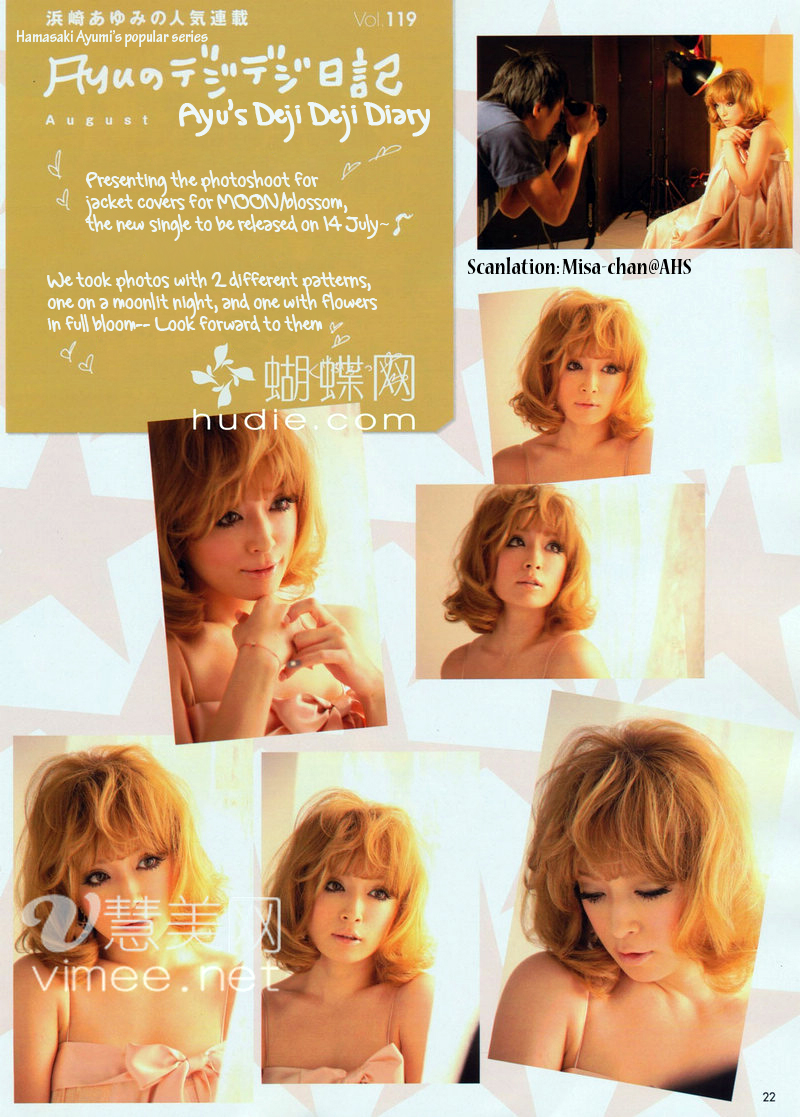 浜崎あゆみの人気連載
Vol.119
Hamasaki Ayumi's popular series
Ayuのデジデジ日記
August
Ayu's Deji Deji Diary
Presenting the photoshoot for
jacket covers for MOON/blossom,
the new single to be released on 14 July~♪
We took photos with 2 different patterns,
one on a moonlit night, and one with flowers
in full bloom-- Look forward to them
Scanlation: Misa-chan@AHS
蝴蝶网
hudie.com
慧美网
vimee.net
22